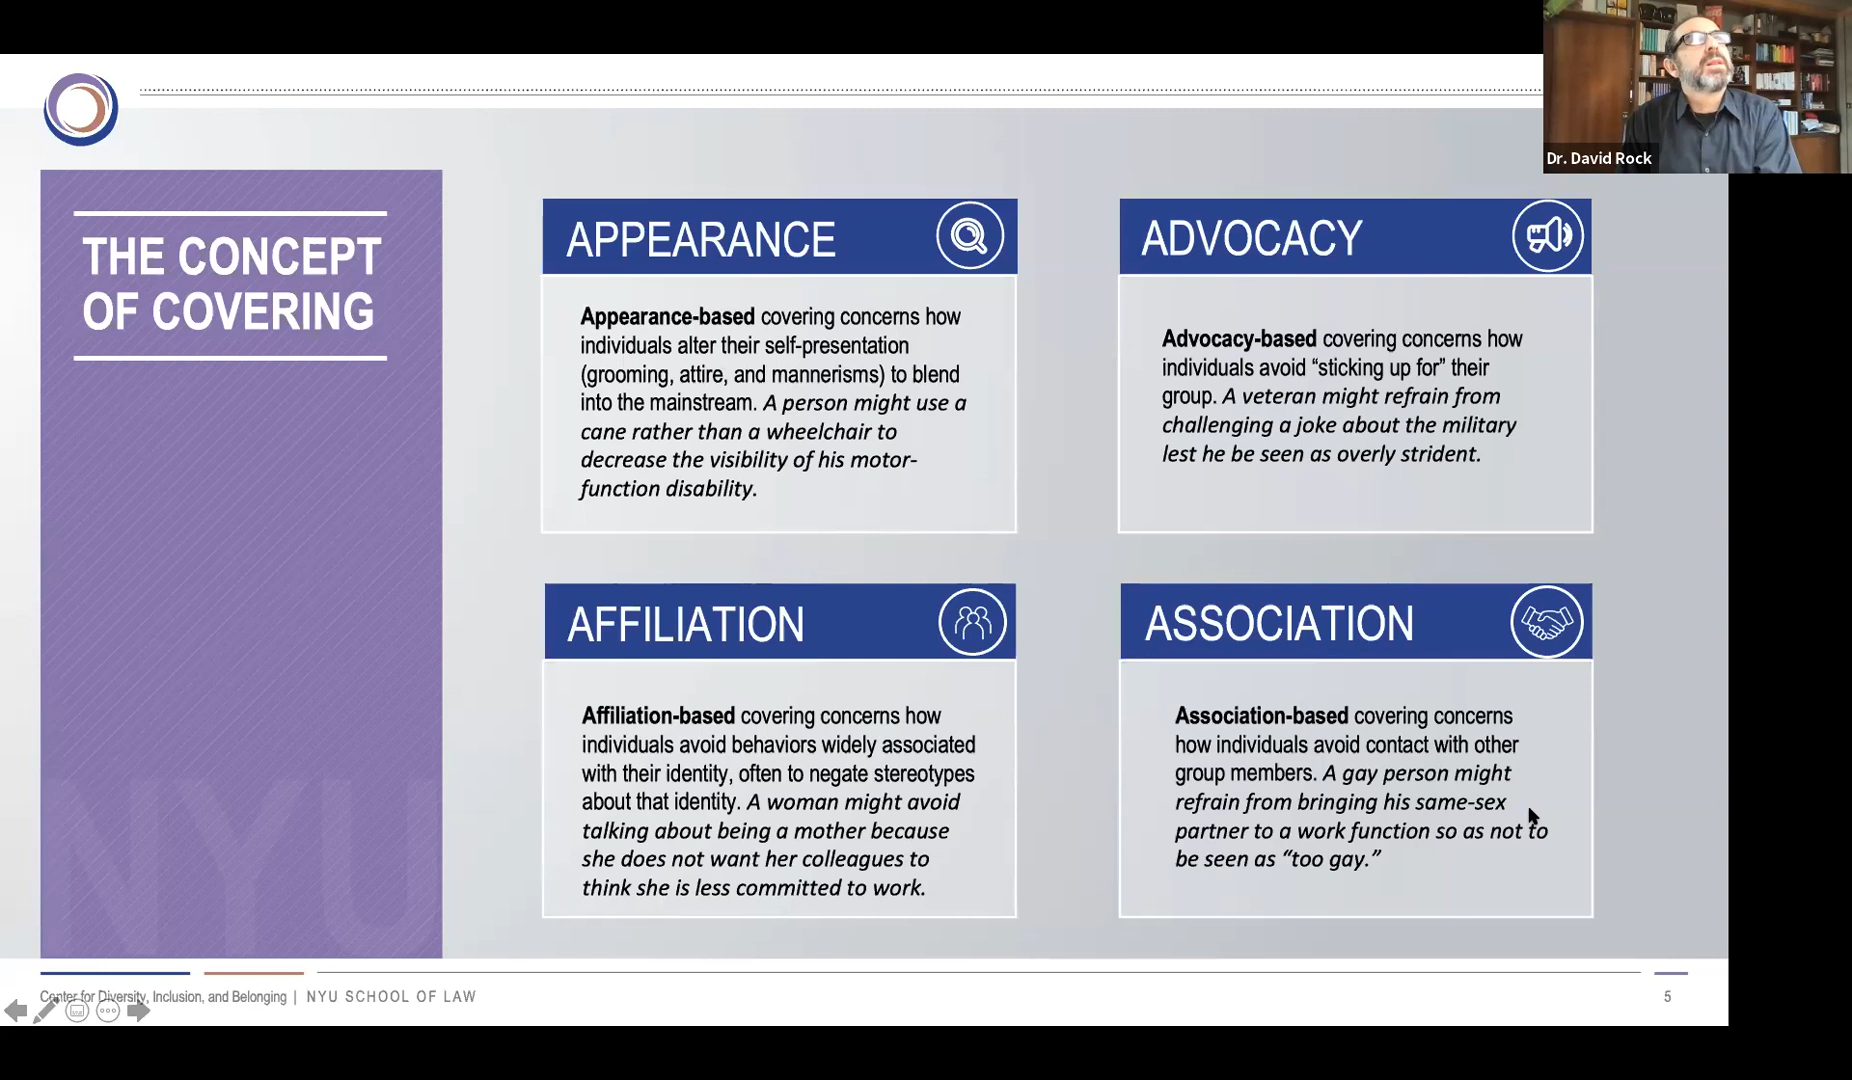 Dr. David Rock
THE CONCEPT
OF COVERING
NYU
APPEARANCE
Appearance-based covering concerns how
individuals alter their self-presentation
(grooming, attire, and mannerisms) to blend
into the mainstream. A person might use a
cane rather than a wheelchair to
decrease the visibility of his motor-
function disability.
ADVOCACY
Advocacy-based covering concerns how
individuals avoid “sticking up for” their
group. A veteran might refrain from
challenging a joke about the military
lest he be seen as overly strident.
AFFILIATION
Affiliation-based covering concerns how
individuals avoid behaviors widely associated
with their identity, often to negate stereotypes
about that identity. A woman might avoid
talking about being a mother because
she does not want her colleagues to
think she is less committed to work.
ASSOCIATION
Association-based covering concerns
how individuals avoid contact with other
group members. A gay person might
refrain from bringing his same-sex
partner to a work function so as not to
be seen as “too gay.”
Center for Diversity, Inclusion, and Belonging | NYU SCHOOL OF LAW
5